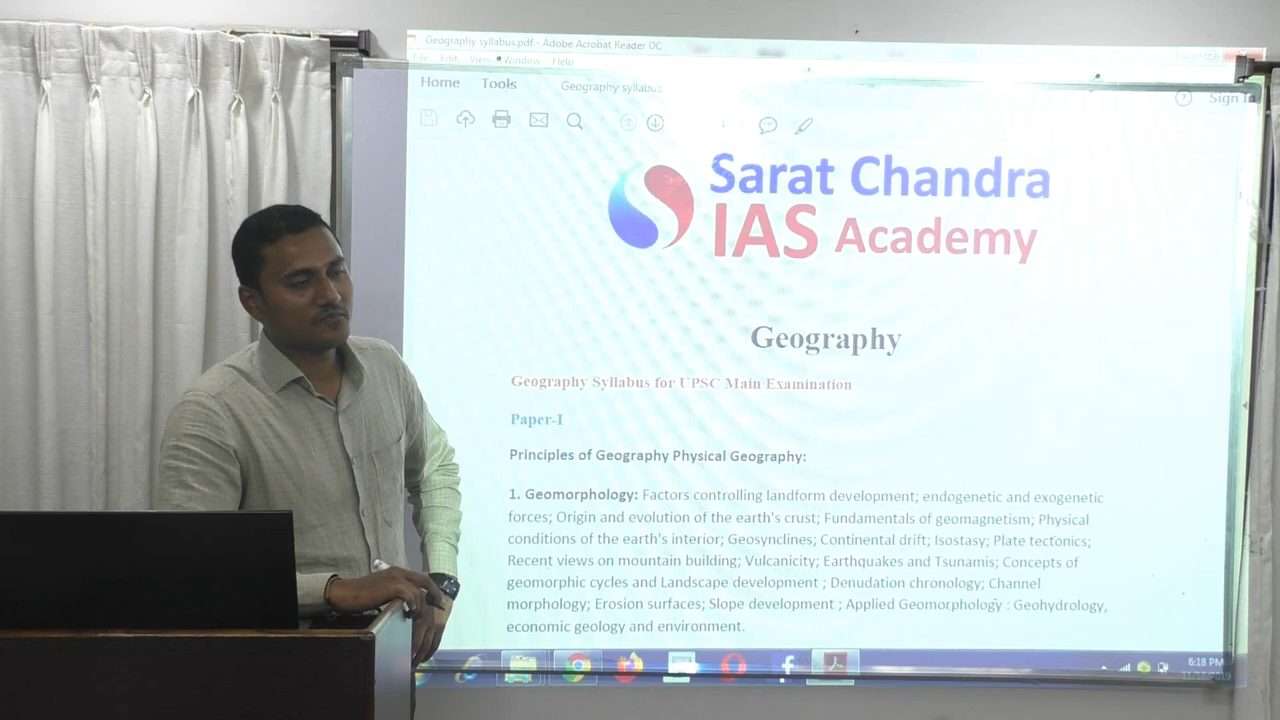 Geography syllabus.pdf - Adobe Acrobat Reader DC
File Edit View Window Help
Home Tools Geography syllabus
Sign In
Sarat Chandra
IAS Academy
Geography
Geography Syllabus for UPSC Main Examination
Paper-I
Principles of Geography Physical Geography:
1. Geomorphology: Factors controlling landform development; endogenetic and exogenetic
forces; Origin and evolution of the earth's crust; Fundamentals of geomagnetism; Physical
conditions of the earth's interior; Geosynclines; Continental drift; Isostasy; Plate tectonics;
Recent views on mountain building; Vulcanicity; Earthquakes and Tsunamis; Concepts of
geomorphic cycles and Landscape development ; Denudation chronology; Channel
morphology; Erosion surfaces; Slope development ; Applied Geomorphology : Geohydrology,
economic geology and environment.
6:18 PM